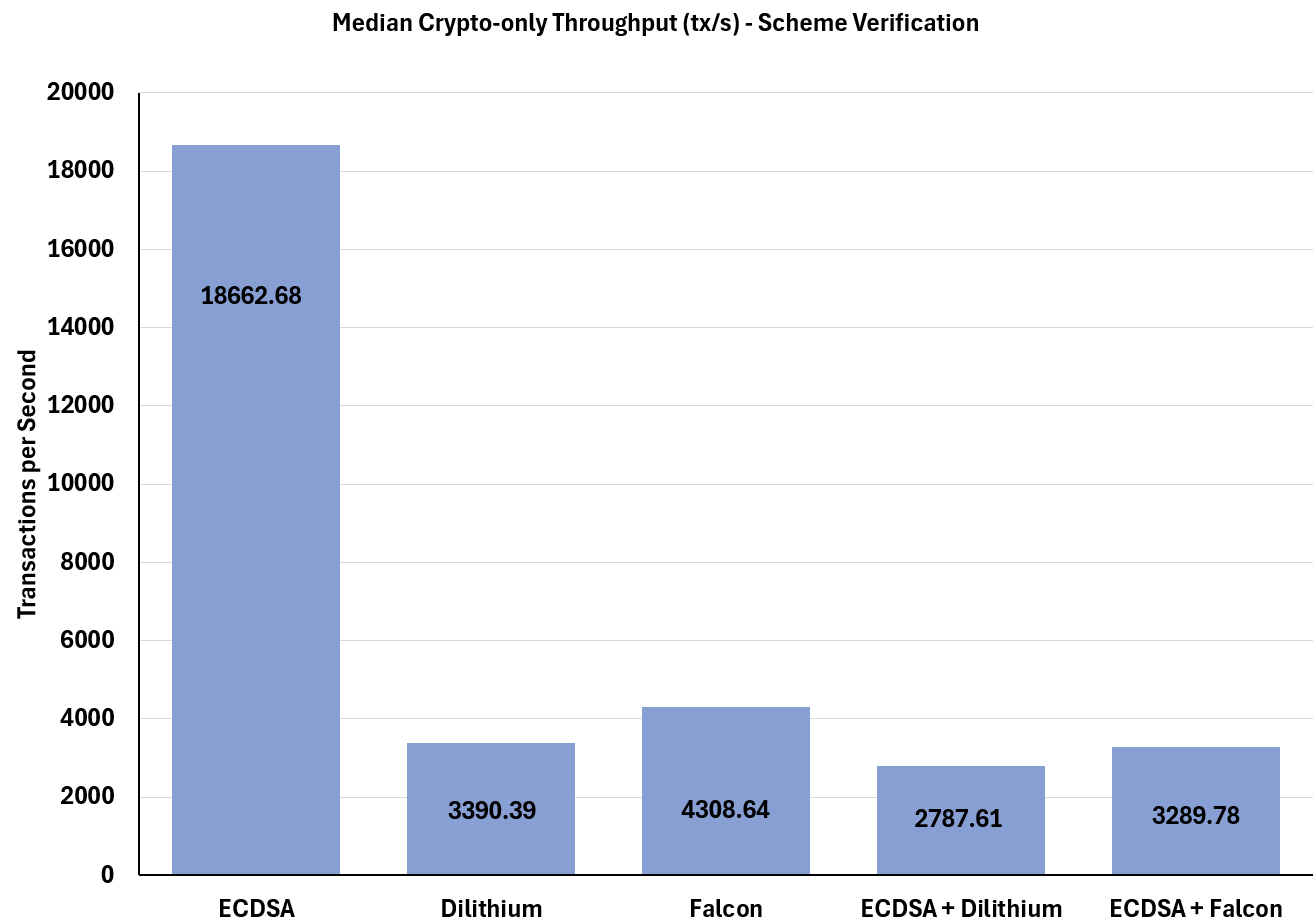 Median Crypto-only Throughput (tx/s) - Scheme Verification
Transactions per Second
20000
18000
16000
14000
12000
10000
8000
6000
4000
2000
0
18662.68
3390.39
4308.64
2787.61
3289.78
ECDSA
Dilithium
Falcon
ECDSA + Dilithium
ECDSA + Falcon